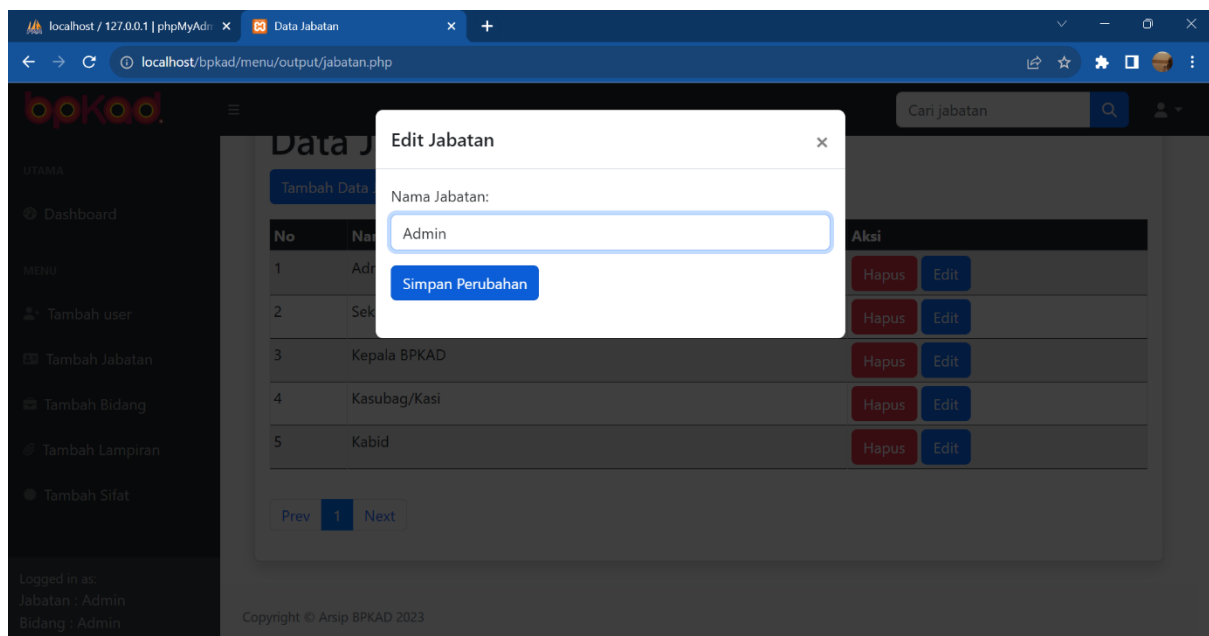 localhost / 127.0.0.1 | phpMyAdn
Data Jabatan
localhost/bpkad/menu/output/jabatan.php
bpkad.
Cari jabatan
Data J
Edit Jabatan
×
UTAMA
Tambah Data J
Nama Jabatan:
Dashboard
Admin
No Nar Aksi
MENU
1 Adr Hapus Edit
Simpan Perubahan
Tambah user
2 Sek Hapus Edit
Tambah Jabatan
3 Kepala BPKAD Hapus Edit
Tambah Bidang
4 Kasubag/Kasi Hapus Edit
Tambah Lampiran
5 Kabid Hapus Edit
Tambah Sifat
Prev 1 Next
Logged in as:
Jabatan : Admin
Bidang : Admin
Copyright © Arsip BPKAD 2023